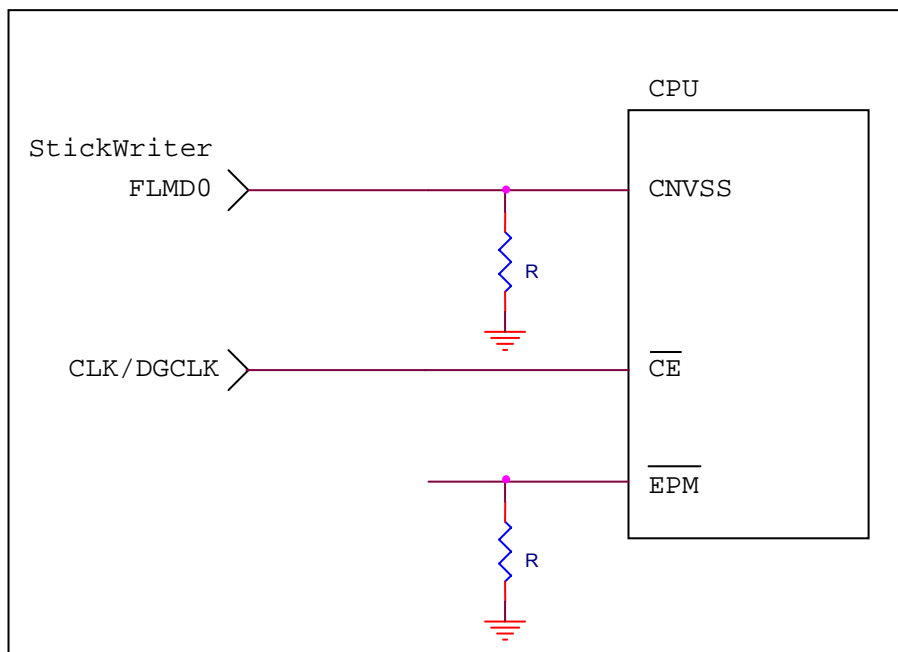 CPU
StickWriter
FLMD0
CNVSS
R
CLK/DGCLK
CE
EPM
R